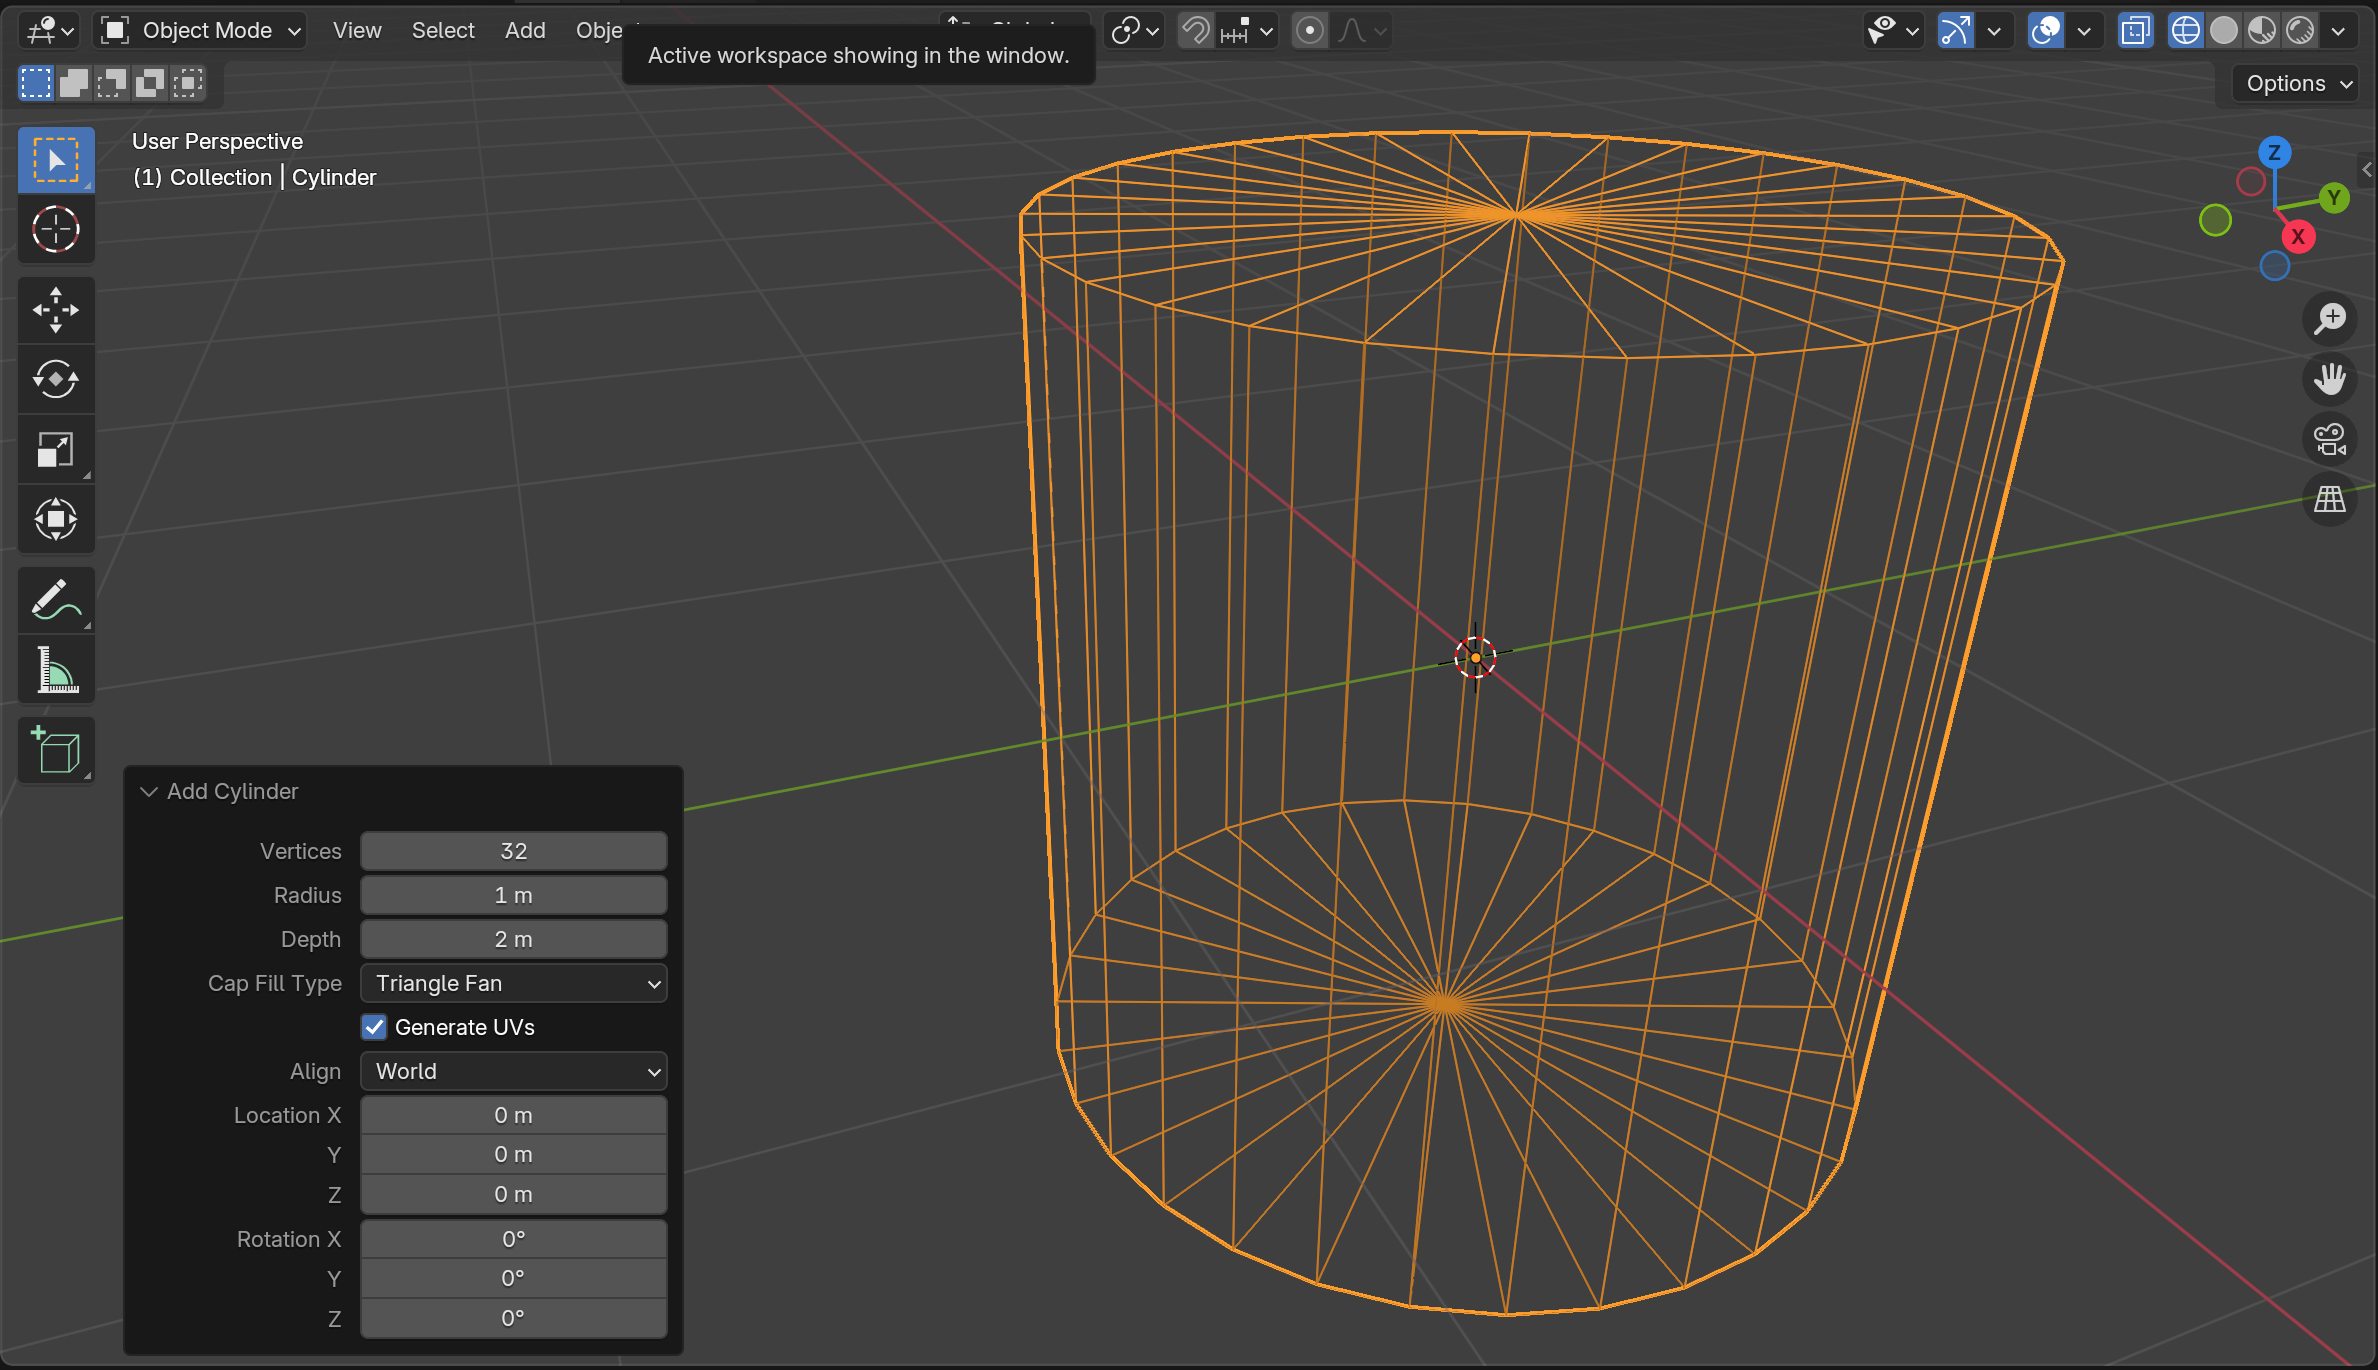 Object Mode
View
Select
Add
Obje
Active workspace showing in the window.
Options
User Perspective
(1) Collection | Cylinder
Z
Y
X
Add Cylinder
Vertices 32
Radius 1 m
Depth 2 m
Cap Fill Type Triangle Fan
Generate UVs
Align World
Location X 0 m
Y 0 m
Z 0 m
Rotation X 0°
Y 0°
Z 0°